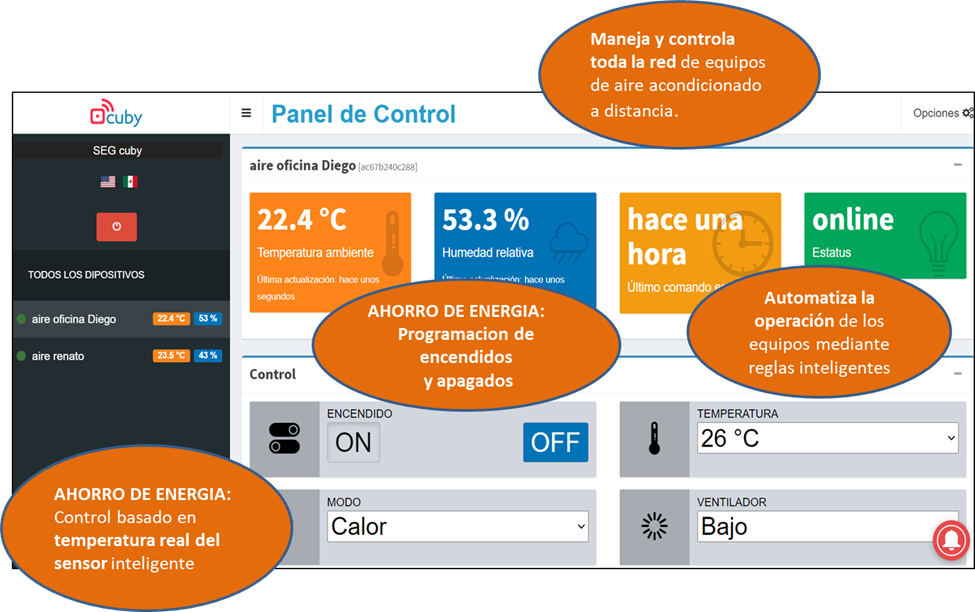 Maneja y controla
toda la red de equipos
de aire acondicionado
a distancia.
cuby
Panel de Control
Opciones
SEG cuby
TODOS LOS DIPOSITIVOS
aire oficina Diego 22.4 °C 53 %
aire renato 23.5 °C 43 %
aire oficina Diego [ac67b240c288]
22.4 °C
Temperatura ambiente
Última actualización: hace unos
segundos
53.3 %
Humedad relativa
Última actualización: hace unos
hace una
hora
Último comando
online
Estatus
AHORRO DE ENERGIA:
Programacion de
encendidos
y apagados
Automatiza la
operación de los
equipos mediante
reglas inteligentes
Control
ENCENDIDO
ON OFF
TEMPERATURA
26 °C
MODO
Calor
VENTILADOR
Bajo
AHORRO DE ENERGIA:
Control basado en
temperatura real del
sensor inteligente